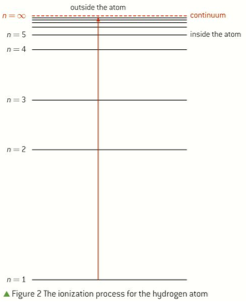 outside the atom
n = ∞
continuum
n = 5
inside the atom
n = 4
n = 3
n = 2
n = 1
▲ Figure 2 The ionization process for the hydrogen atom